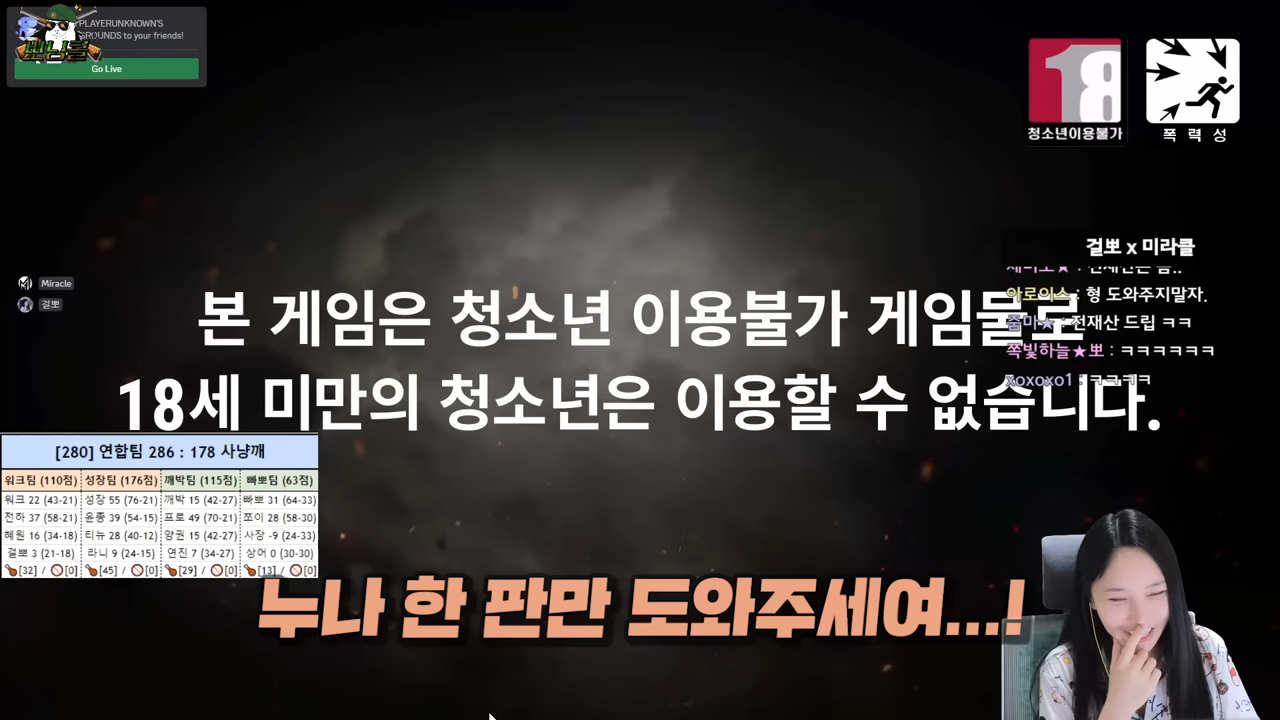 PLAYERUNKNOWN'S
GROUNDS to your friends!
Go Live
청소년이용불가
폭 력 성
걸뽀 x 미라클
Miracle
걸뽀
아로이스 : 형 도와주지말자.
줌마★ : 전재산 드립 ㅋㅋ
쪽빛하늘★뽀 : ㅋㅋㅋㅋㅋㅋ
xoxoxo1 : ㅋㅋㅋㅋ
본 게임은 청소년 이용불가 게임물로
18세 미만의 청소년은 이용할 수 없습니다.
[280] 연합팀 286 : 178 사냥깨
워크팀 (110점) 성장팀 (176점) 깨박팀 (115점) 빠뽀팀 (63점)
워크 22 (43-21) 성장 55 (76-21) 깨박 15 (42-27) 빠뽀 31 (64-33)
전하 37 (58-21) 윤종 39 (54-15) 프로 49 (70-21) 쪼이 28 (58-30)
혜원 16 (34-18) 티뉴 28 (40-12) 양권 15 (42-27) 사장 -9 (24-33)
걸뽀 3 (21-18) 라니 9 (24-15) 연진 7 (34-27) 상어 0 (30-30)
[32] / [0] [45] / [0] [29] / [0] [13] / [0]
누나 한 판만 도와주세여...!